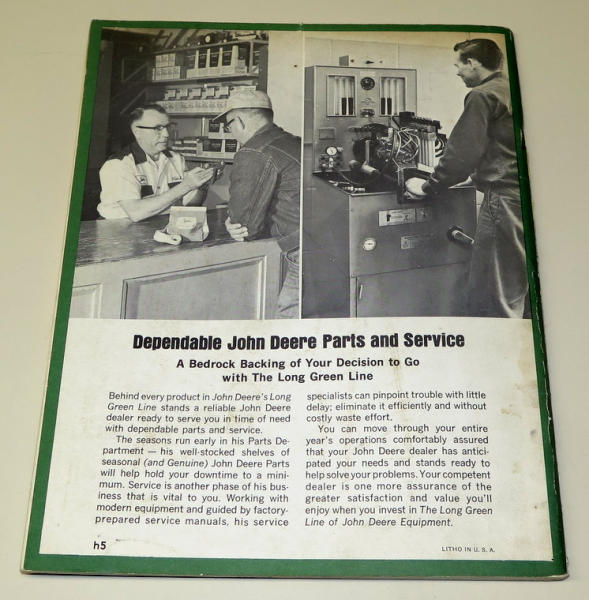 Dependable John Deere Parts and Service
A Bedrock Backing of Your Decision to Go
with The Long Green Line
Behind every product in John Deere's Long
Green Line stands a reliable John Deere
dealer ready to serve you in time of need
with dependable parts and service.
The seasons run early in his Parts De-
partment — his well-stocked shelves of
seasonal (and Genuine) John Deere Parts
will help hold your downtime to a mini-
mum. Service is another phase of his bus-
iness that is vital to you. Working with
modern equipment and guided by factory-
prepared service manuals, his service
specialists can pinpoint trouble with little
delay; eliminate it efficiently and without
costly waste effort.
You can move through your entire
year's operations comfortably assured
that your John Deere dealer has antici-
pated your needs and stands ready to
help solve your problems. Your competent
dealer is one more assurance of the
greater satisfaction and value you'll
enjoy when you invest in The Long Green
Line of John Deere Equipment.
h5
LITHO IN U. S. A.